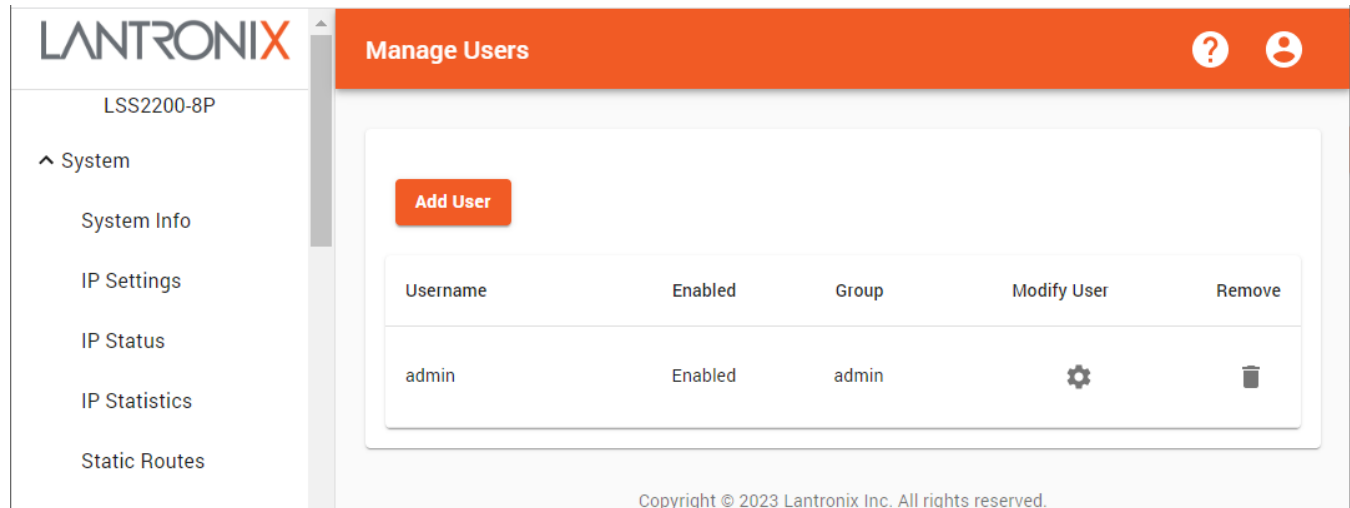 LANTRONIX
LSS2200-8P
System
System Info
IP Settings
IP Status
IP Statistics
Static Routes
Manage Users
Add User
Username Enabled Group Modify User Remove
admin Enabled admin
Copyright © 2023 Lantronix Inc. All rights reserved.